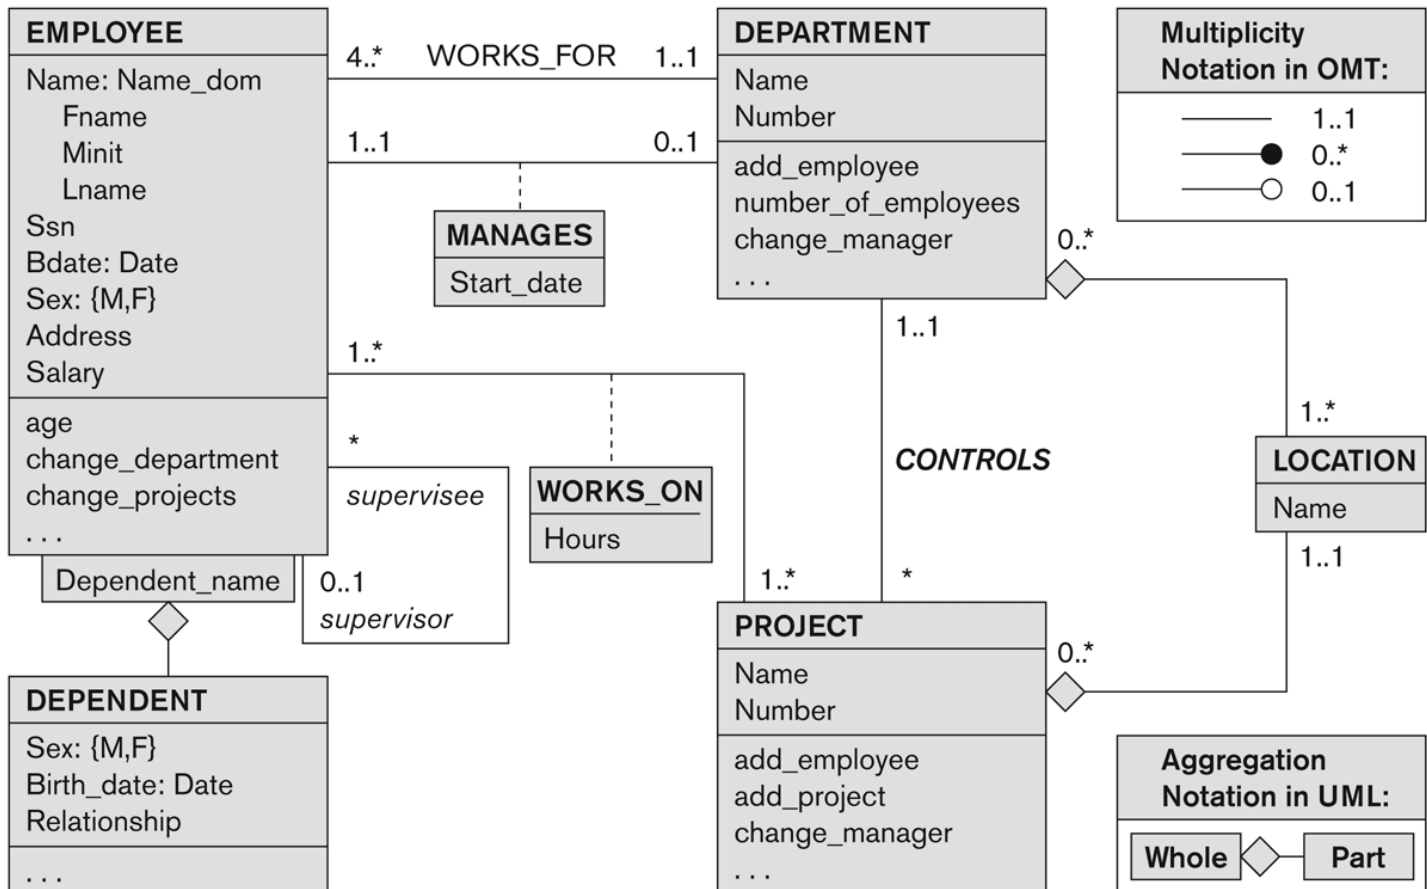 EMPLOYEE
Name: Name_dom
Fname
Minit
Lname
Ssn
Bdate: Date
Sex: {M,F}
Address
Salary
age
change_department
change_projects
. . .
Dependent_name
4..*
WORKS_FOR
1..1
1..1
0..1
MANAGES
Start_date
1..*
*
supervisee
0..1
supervisor
WORKS_ON
Hours
1..*
DEPARTMENT
Name
Number
add_employee
number_of_employees
change_manager
. . .
0..*
1..1
CONTROLS
*
1..*
LOCATION
Name
1..1
0..*
PROJECT
Name
Number
add_employee
add_project
change_manager
. . .
DEPENDENT
Sex: {M,F}
Birth_date: Date
Relationship
. . .
Multiplicity
Notation in OMT:
1..1
0..*
0..1
Aggregation
Notation in UML:
Whole
Part